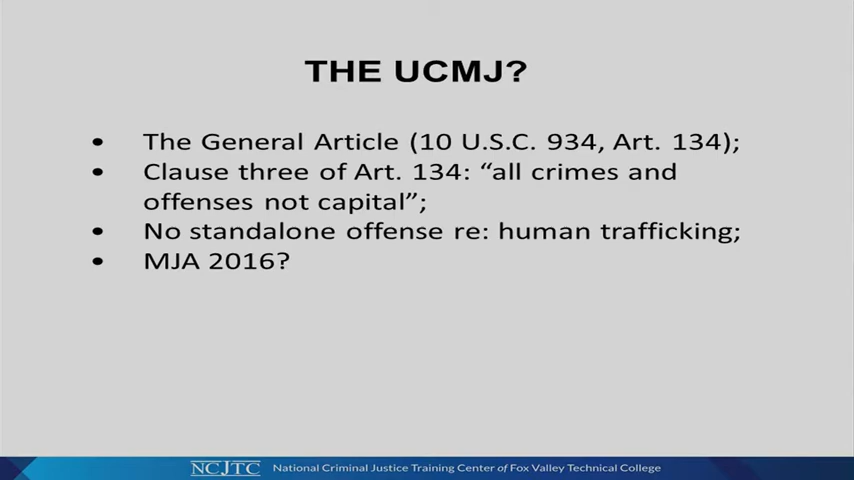 THE UCMJ?
• The General Article (10 U.S.C. 934, Art. 134);
• Clause three of Art. 134: “all crimes and
offenses not capital”;
• No standalone offense re: human trafficking;
• MJA 2016?
NCJTC National Criminal Justice Training Center of Fox Valley Technical College